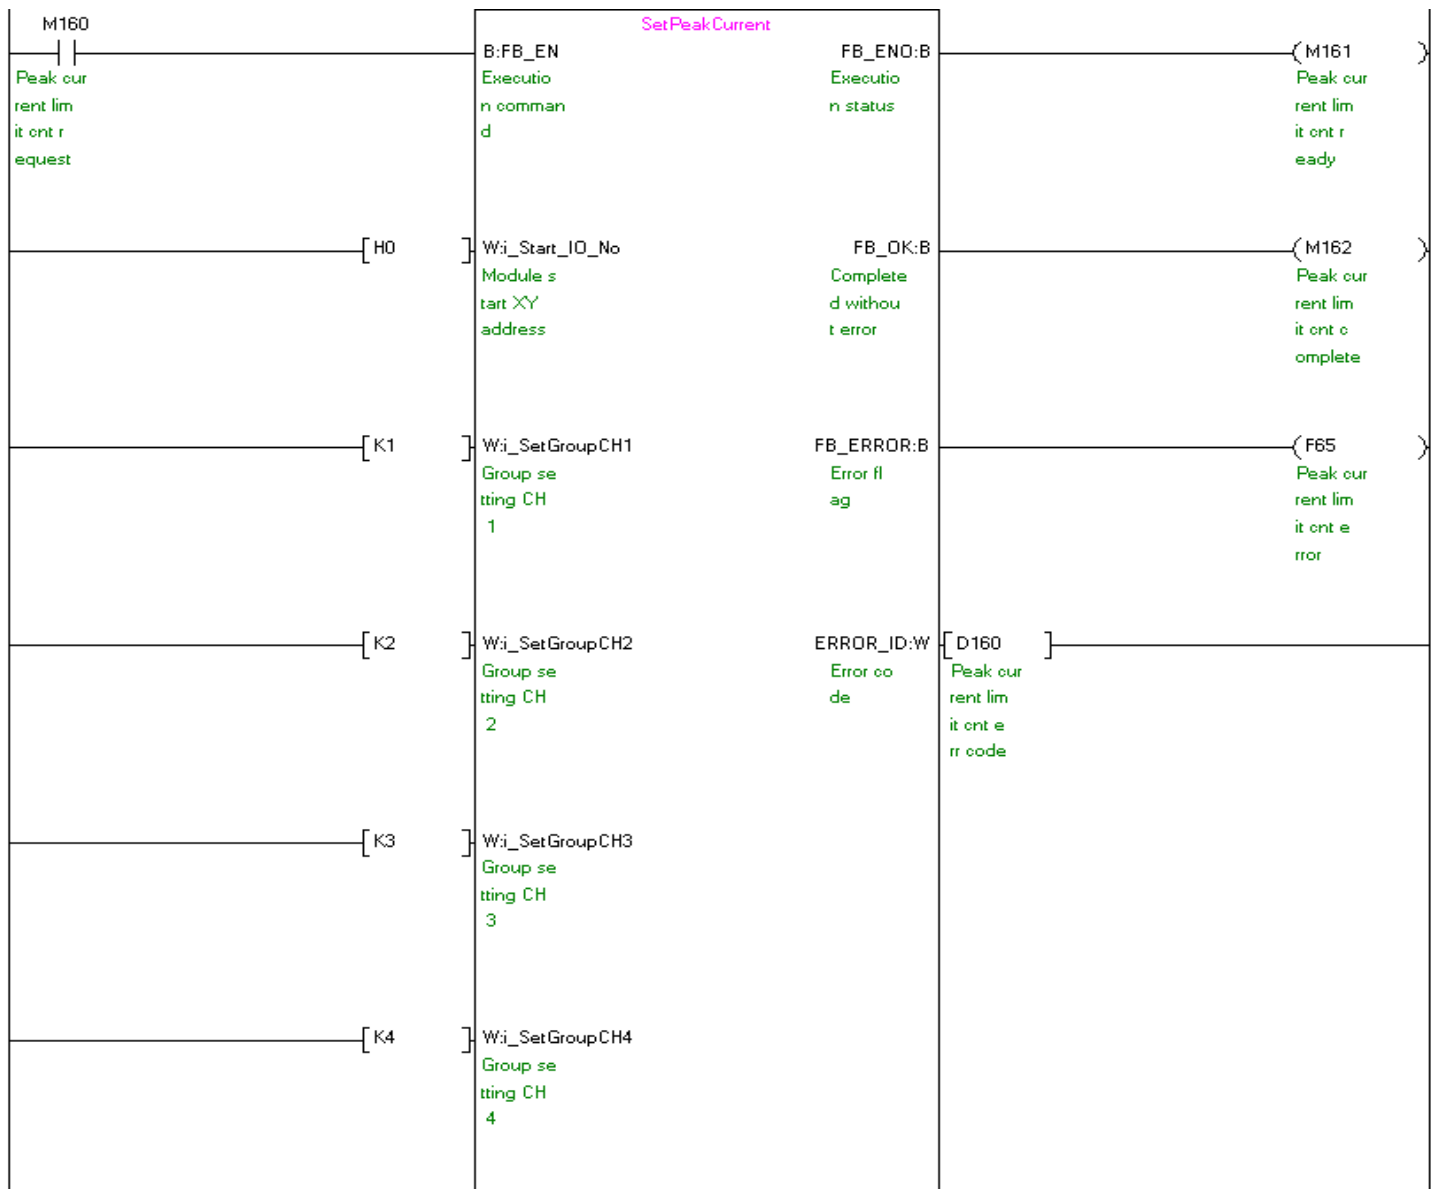 M160
SetPeakCurrent
B:FB_EN
FB_ENO:B
M161
Peak cur
rent lim
it cnt r
equest
Executio
n comman
d
Executio
n status
Peak cur
rent lim
it cnt r
eady
H0
W:i_Start_IO_No
FB_OK:B
M162
Module s
tart XY
address
Complete
d withou
t error
Peak cur
rent lim
it cnt c
omplete
K1
W:i_SetGroupCH1
FB_ERROR:B
F65
Group se
tting CH
1
Error fl
ag
Peak cur
rent lim
it cnt e
rror
K2
W:i_SetGroupCH2
ERROR_ID:W
D160
Group se
tting CH
2
Error co
de
Peak cur
rent lim
it cnt e
rr code
K3
W:i_SetGroupCH3
Group se
tting CH
3
K4
W:i_SetGroupCH4
Group se
tting CH
4